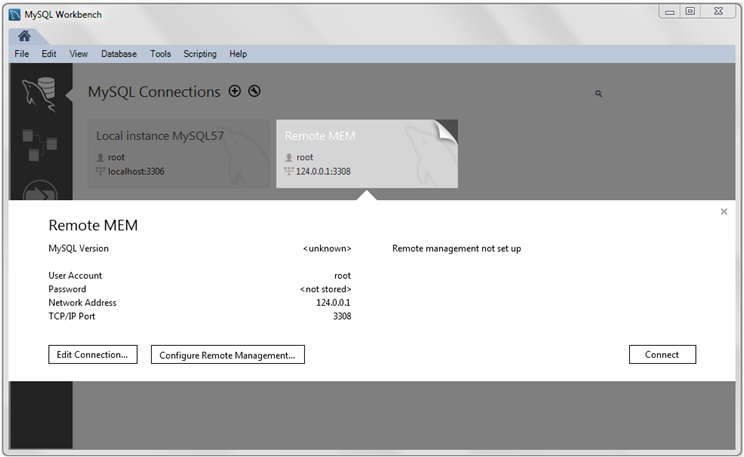 MySQL Workbench
File Edit View Database Tools Scripting Help
MySQL Connections
Local instance MySQL57
root
localhost:3306
Remote MEM
root
124.0.0.1:3308
Remote MEM
MySQL Version <unknown> Remote management not set up
User Account root
Password <not stored>
Network Address 124.0.0.1
TCP/IP Port 3308
Edit Connection... Configure Remote Management... Connect